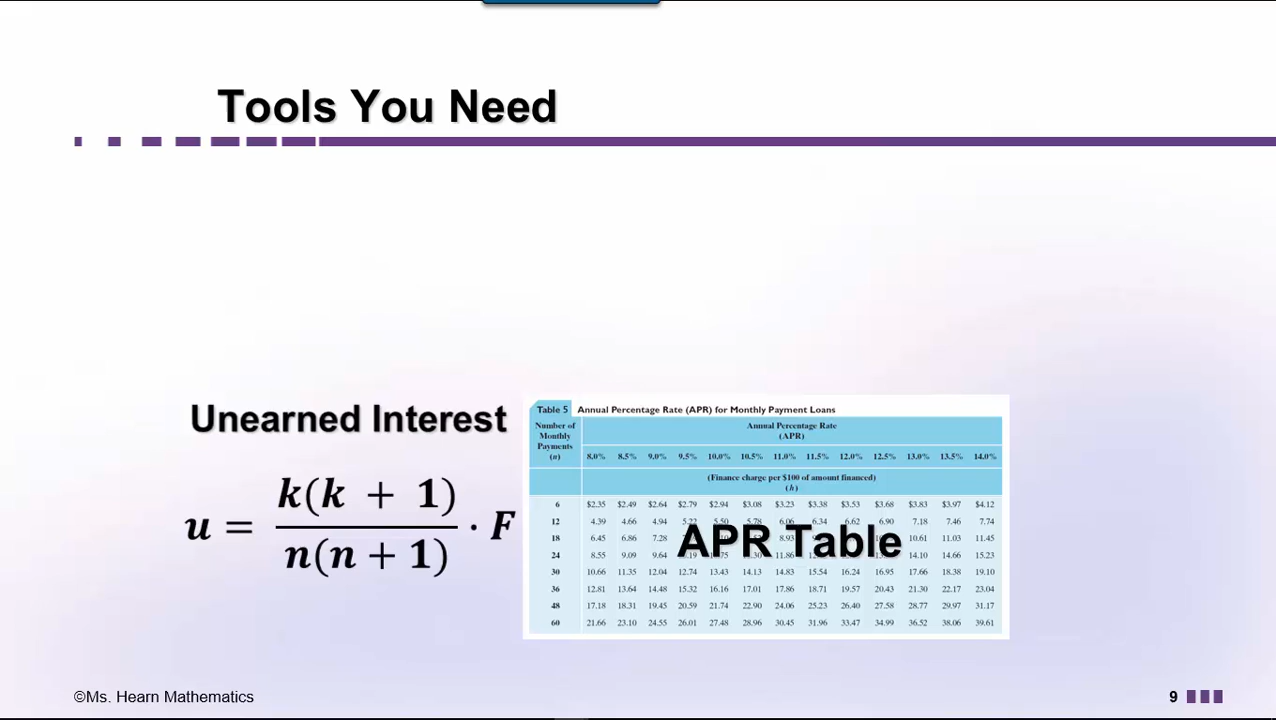 Tools You Need
Unearned Interest
u = k(k + 1) / n(n + 1) · F
Table 5 Annual Percentage Rate (APR) for Monthly Payment Loans
Number of Monthly Payments (n)
Annual Percentage Rate
(APR)
8.0% 8.5% 9.0% 9.5% 10.0% 10.5% 11.0% 11.5% 12.0% 12.5% 13.0% 13.5% 14.0%
(Finance charge per $100 of amount financed)
(h)
6 $2.35 $2.49 $2.64 $2.79 $2.94 $3.08 $3.23 $3.38 $3.53 $3.68 $3.83 $3.97 $4.12
12 4.39 4.66 4.94 5.22 5.50 5.78 6.06 6.34 6.62 6.90 7.18 7.46 7.74
18 6.45 6.86 7.28 8.93 10.61 11.03 11.45
24 8.55 9.09 9.64 11.86 14.10 14.66 15.23
30 10.66 11.35 12.04 12.74 13.43 14.13 14.83 15.54 16.24 16.95 17.66 18.38 19.10
36 12.81 13.64 14.48 15.32 16.16 17.01 17.86 18.71 19.57 20.43 21.30 22.17 23.04
48 17.18 18.31 19.45 20.59 21.74 22.90 24.06 25.23 26.40 27.58 28.77 29.97 31.17
60 21.66 23.10 24.55 26.01 27.48 28.96 30.45 31.96 33.47 34.99 36.52 38.06 39.61
APR Table
©Ms. Hearn Mathematics
9